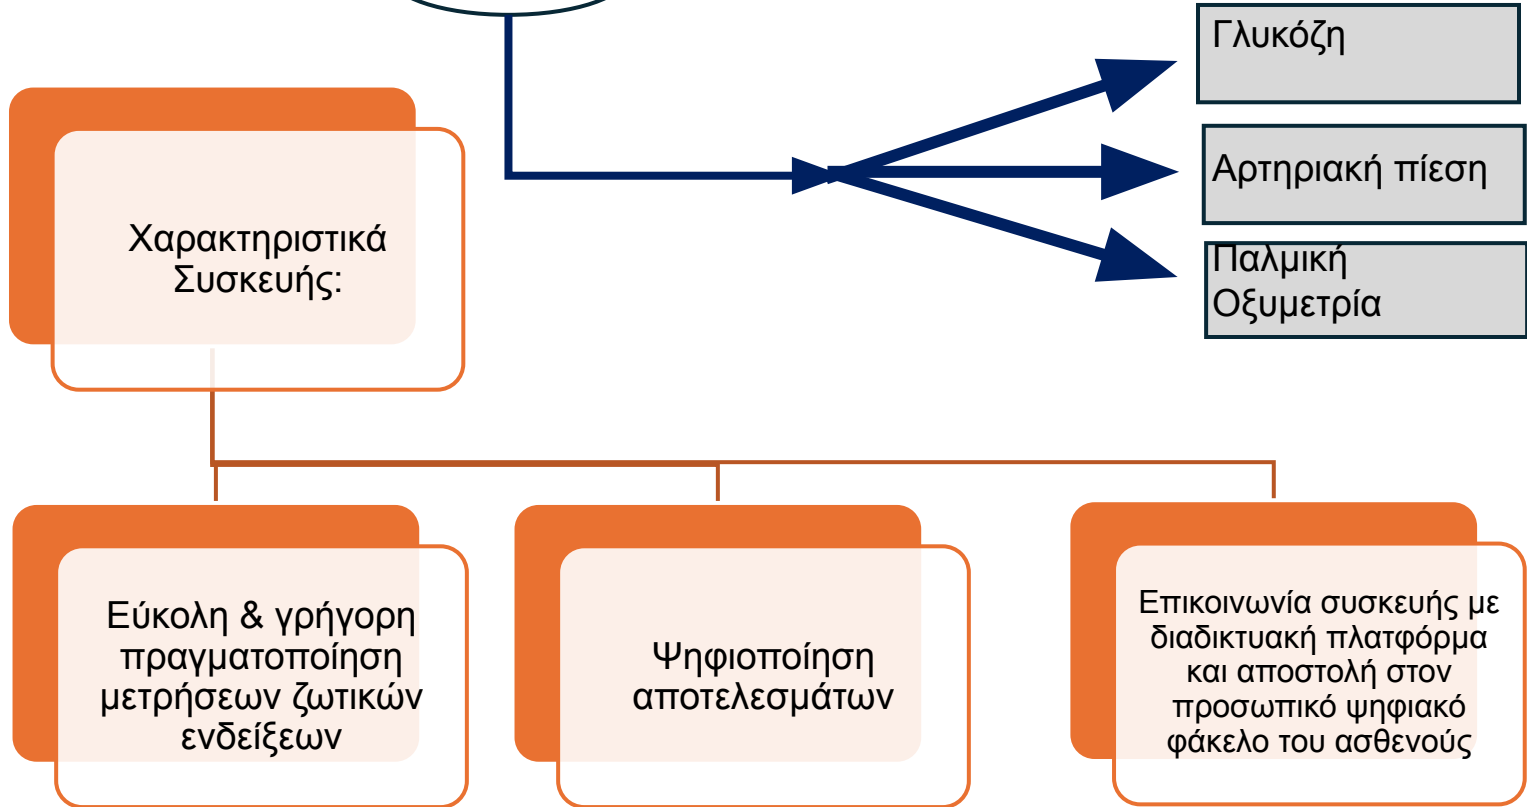 Γλυκόζη
Αρτηριακή πίεση
Παλμική
Οξυμετρία
Χαρακτηριστικά
Συσκευής:
Εύκολη & γρήγορη
πραγματοποίηση
μετρήσεων ζωτικών
ενδείξεων
Ψηφιοποίηση
αποτελεσμάτων
Επικοινωνία συσκευής με
διαδικτυακή πλατφόρμα
και αποστολή στον
προσωπικό ψηφιακό
φάκελο του ασθενούς